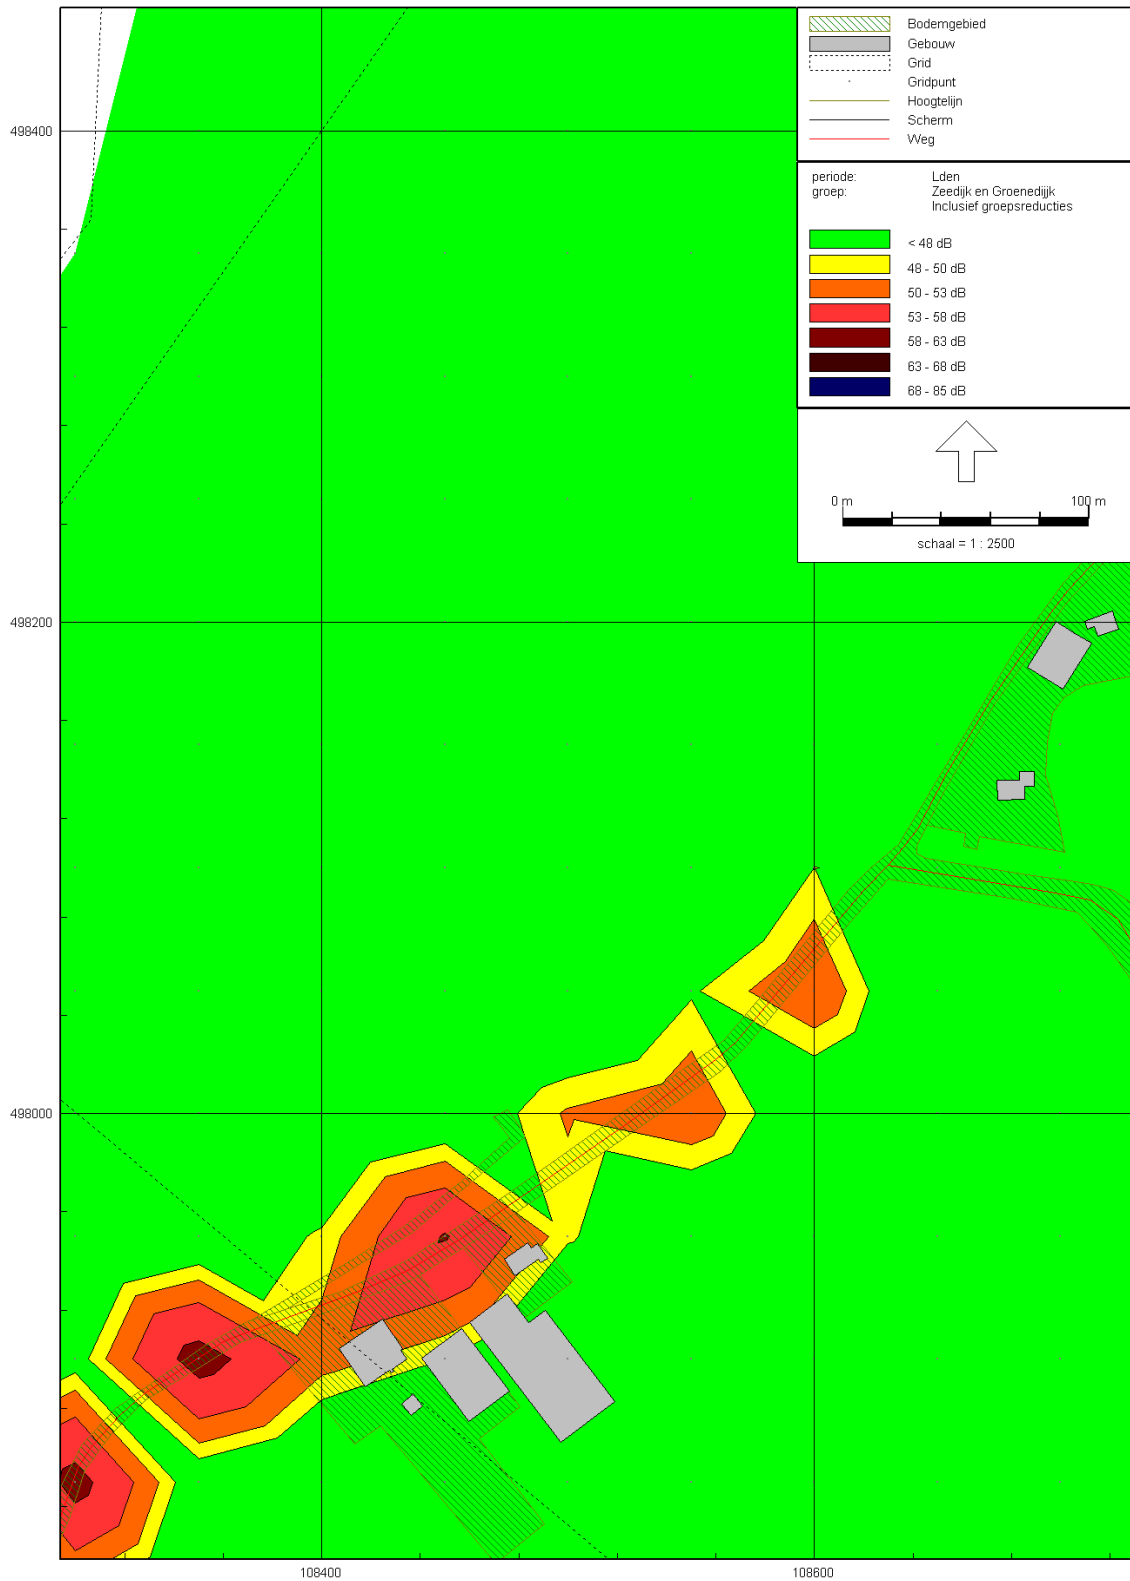 Bodemgebied
Gebouw
Grid
Gridpunt
Hoogtelijn
Scherm
Weg
periode: Lden
groep: Zeedijk en Groenedijjk
Inclusief groepsreducties
< 48 dB
48 - 50 dB
50 - 53 dB
53 - 58 dB
58 - 63 dB
63 - 68 dB
68 - 85 dB
0 m 100 m
schaal = 1 : 2500
498400
498200
498000
108400 108600